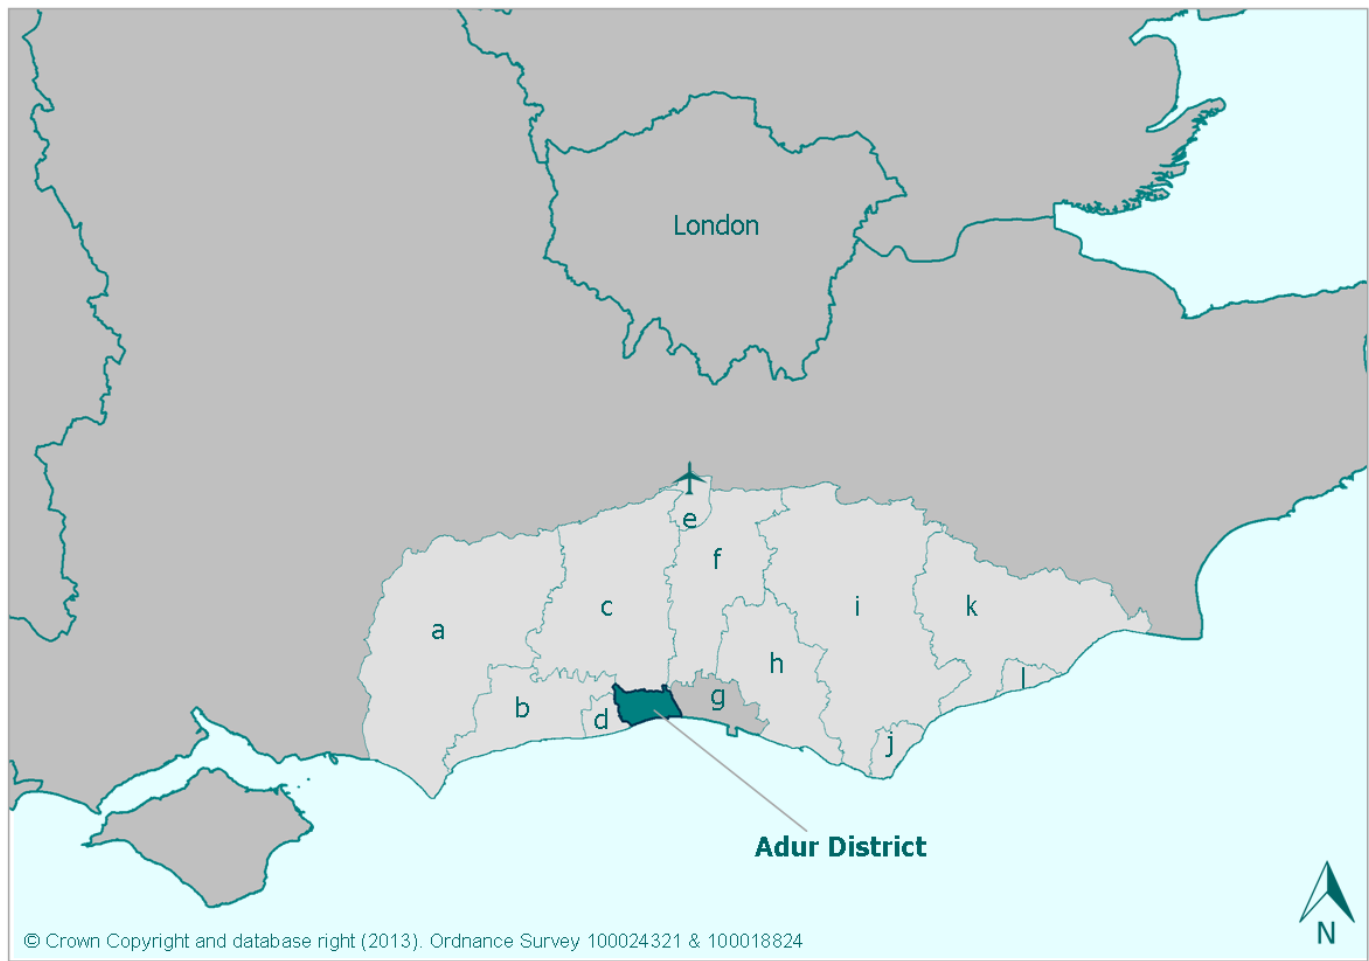 London
e
f
c
i
k
a
h
l
b
d
g
j
Adur District
N
© Crown Copyright and database right (2013). Ordnance Survey 100024321 & 100018824